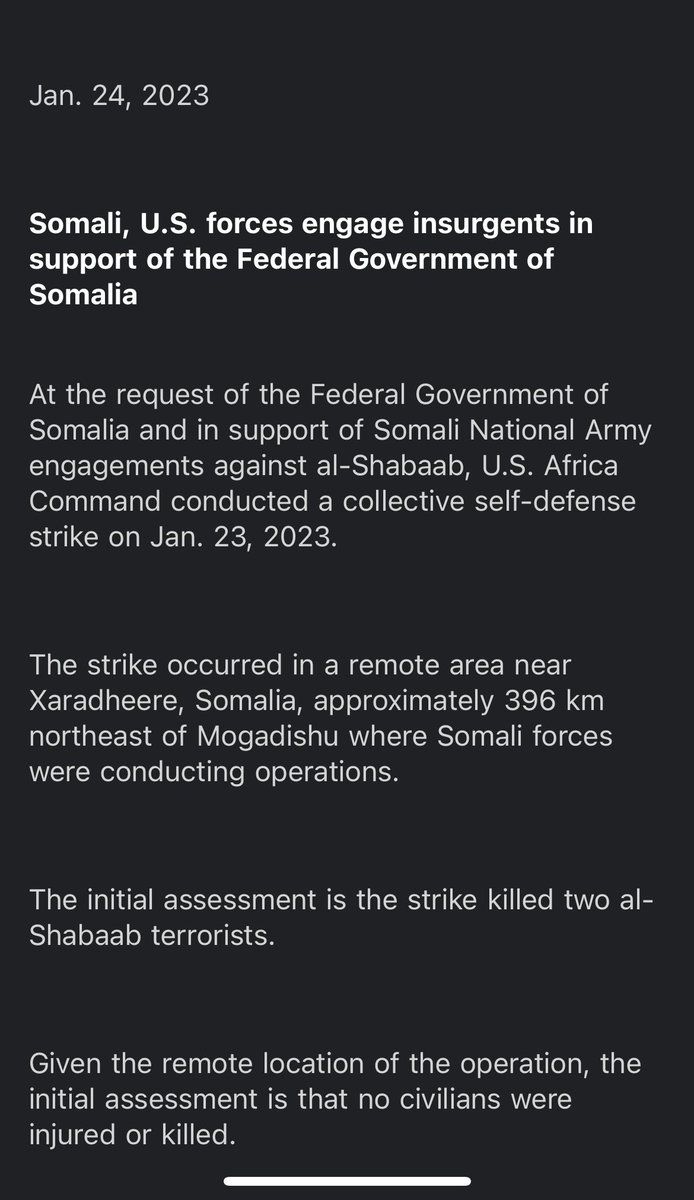 Jan. 24, 2023
Somali, U.S. forces engage insurgents in
support of the Federal Government of
Somalia
At the request of the Federal Government of
Somalia and in support of Somali National Army
engagements against al-Shabaab, U.S. Africa
Command conducted a collective self-defense
strike on Jan. 23, 2023.
The strike occurred in a remote area near
Xaradheere, Somalia, approximately 396 km
northeast of Mogadishu where Somali forces
were conducting operations.
The initial assessment is the strike killed two al-
Shabaab terrorists.
Given the remote location of the operation, the
initial assessment is that no civilians were
injured or killed.